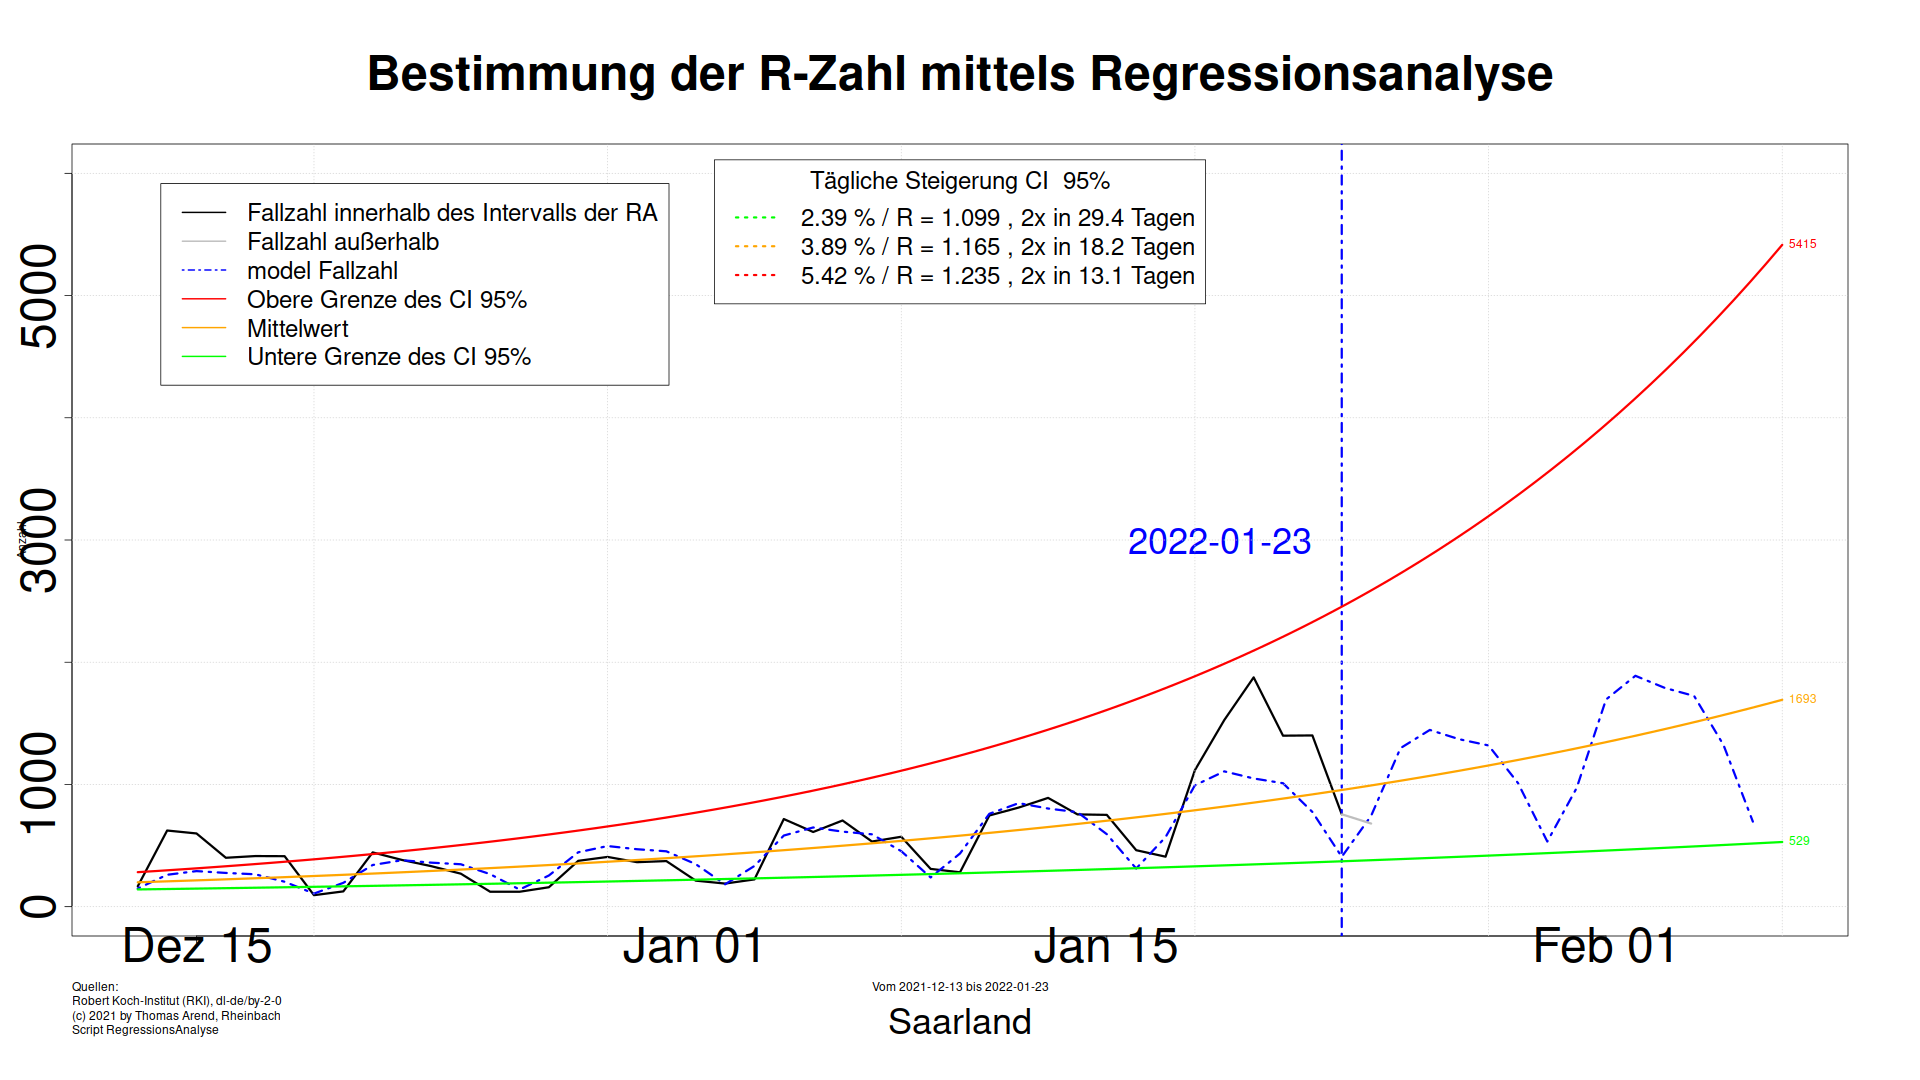 Bestimmung der R-Zahl mittels Regressionsanalyse
Fallzahl innerhalb des Intervalls der RA
Fallzahl außerhalb
model Fallzahl
Obere Grenze des CI 95%
Mittelwert
Untere Grenze des CI 95%
Tägliche Steigerung CI 95%
2.39 % / R = 1.099 , 2x in 29.4 Tagen
3.89 % / R = 1.165 , 2x in 18.2 Tagen
5.42 % / R = 1.235 , 2x in 13.1 Tagen
5415
5000
2022-01-23
3000
Anzahl
1693
1000
529
0
Dez 15
Jan 01
Jan 15
Feb 01
Quellen:
Robert Koch-Institut (RKI), dl-de/by-2-0
(c) 2021 by Thomas Arend, Rheinbach
Script RegressionsAnalyse
Vom 2021-12-13 bis 2022-01-23
Saarland